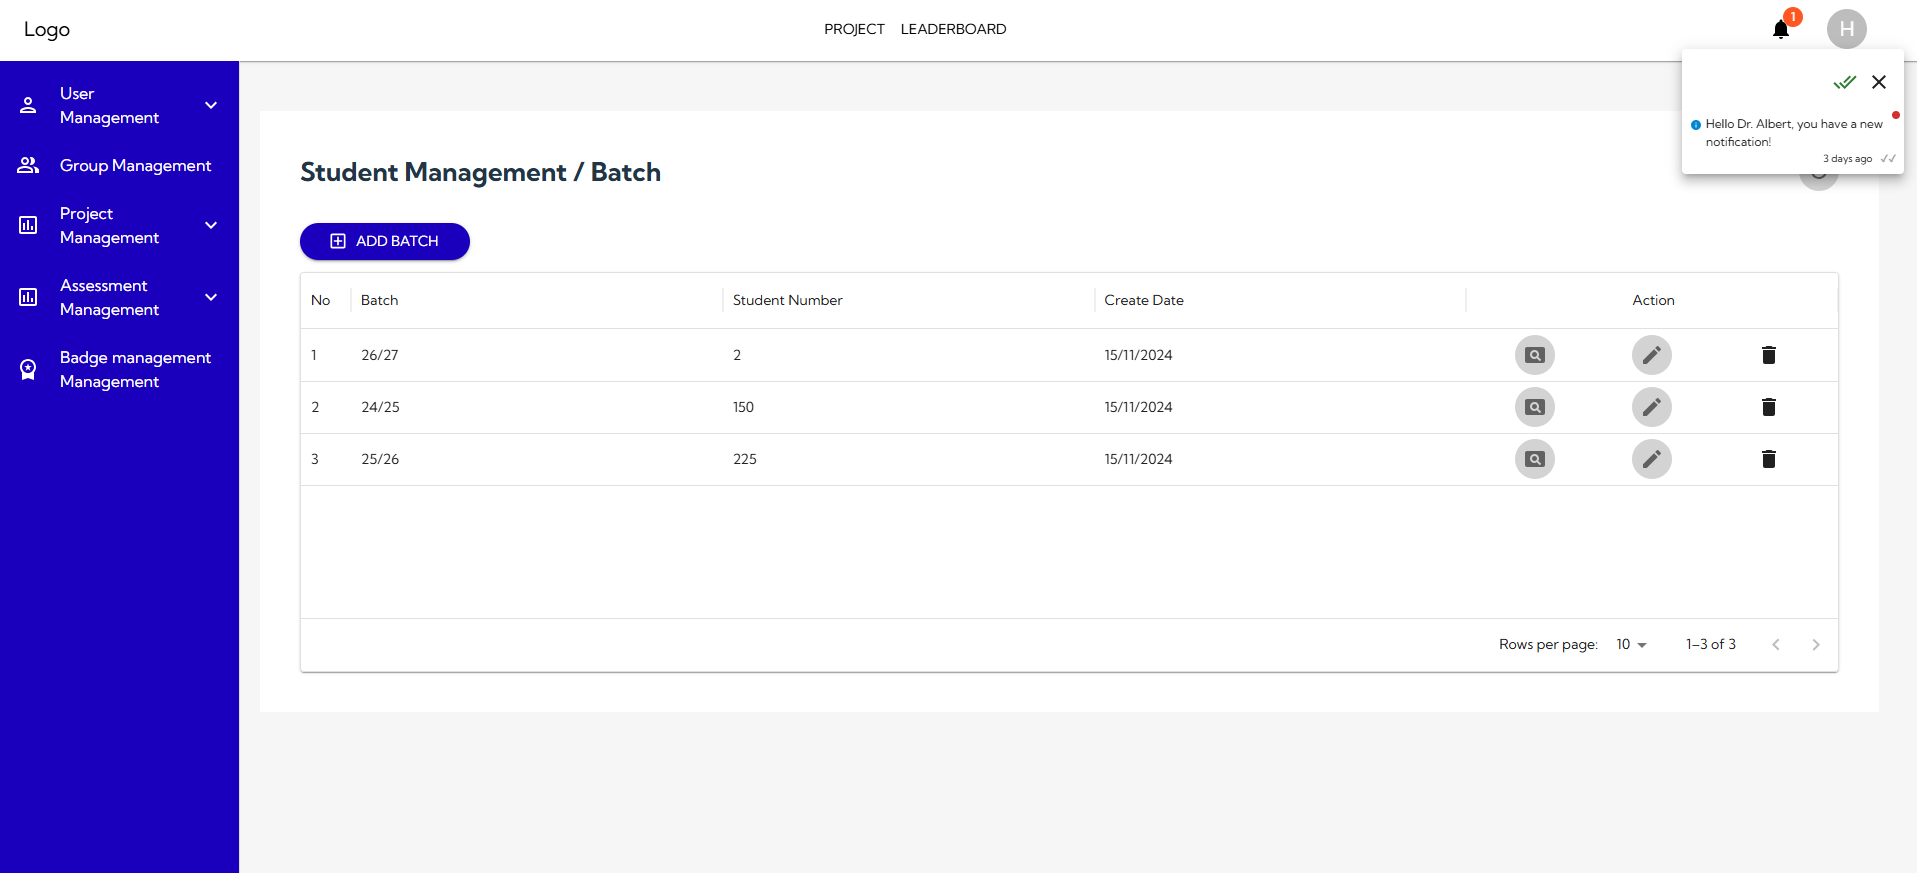 Logo
PROJECT LEADERBOARD
1
H
User
Management
Group Management
Project
Management
Assessment
Management
Badge management
Management
Hello Dr. Albert, you have a new
notification!
3 days ago
Student Management / Batch
ADD BATCH
No Batch Student Number Create Date Action
1 26/27 2 15/11/2024
2 24/25 150 15/11/2024
3 25/26 225 15/11/2024
Rows per page: 10 1–3 of 3